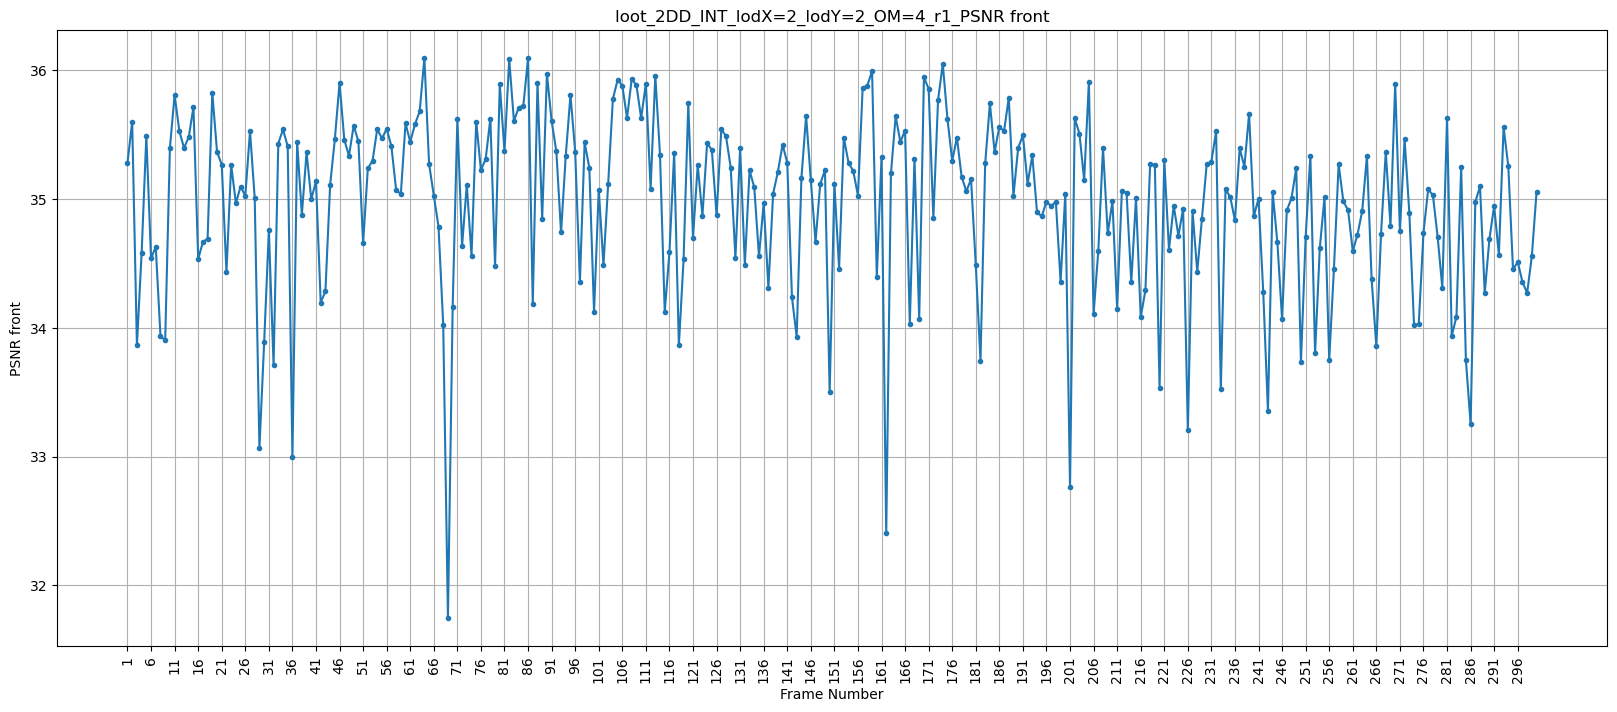 loot_2DD_INT_lodX=2_lodY=2_OM=4_r1_PSNR front
PSNR front
36
35
34
33
32
1 6 11 16 21 26 31 36 41 46 51 56 61 66 71 76 81 86 91 96 101 106 111 116 121 126 131 136 141 146 151 156 161 166 171 176 181 186 191 196 201 206 211 216 221 226 231 236 241 246 251 256 261 266 271 276 281 286 291 296
Frame Number